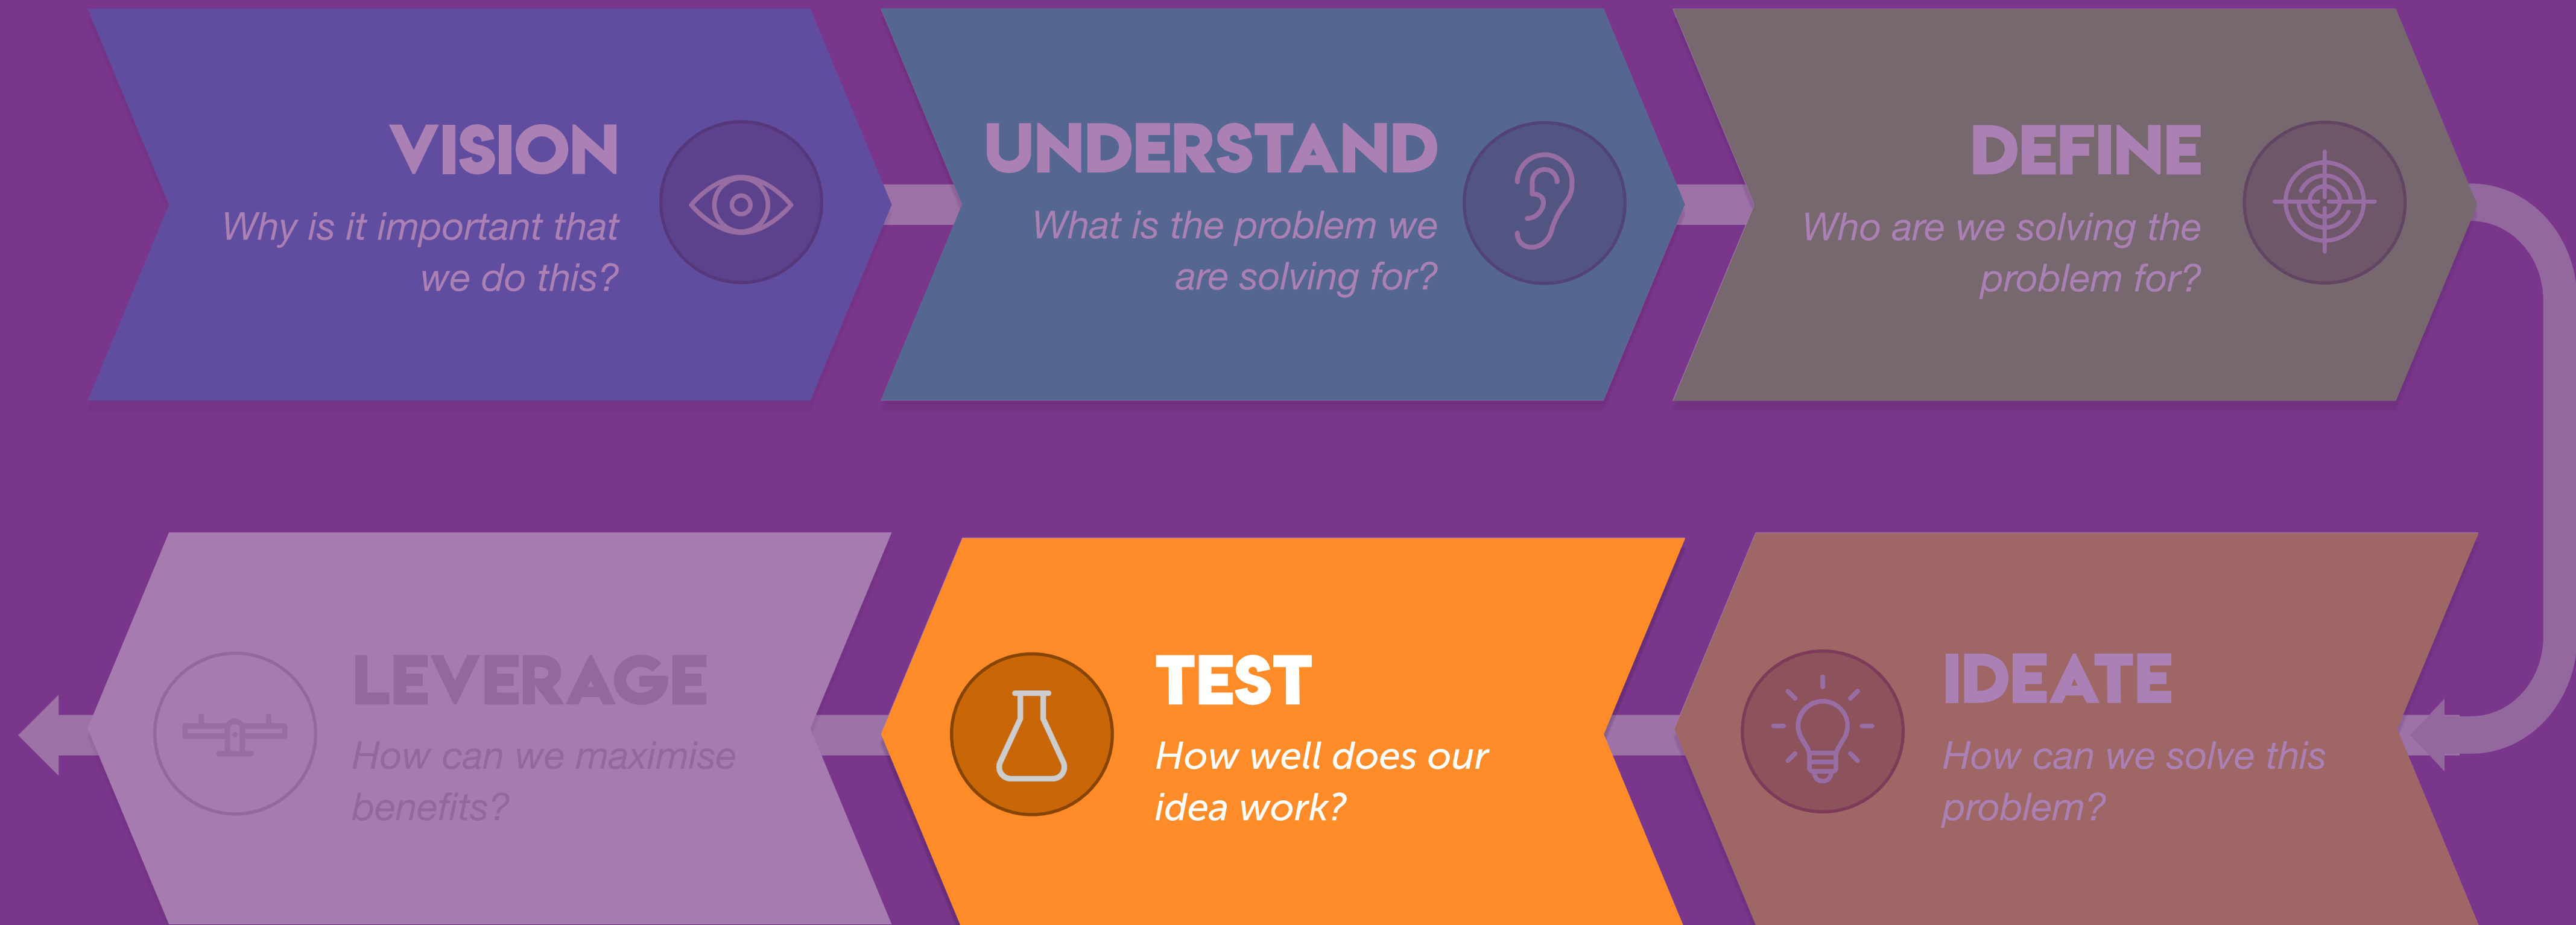 VISION
Why is it important that
we do this?
UNDERSTAND
What is the problem we
are solving for?
DEFINE
Who are we solving the
problem for?
LEVERAGE
How can we maximise
benefits?
TEST
How well does our
idea work?
IDEATE
How can we solve this
problem?